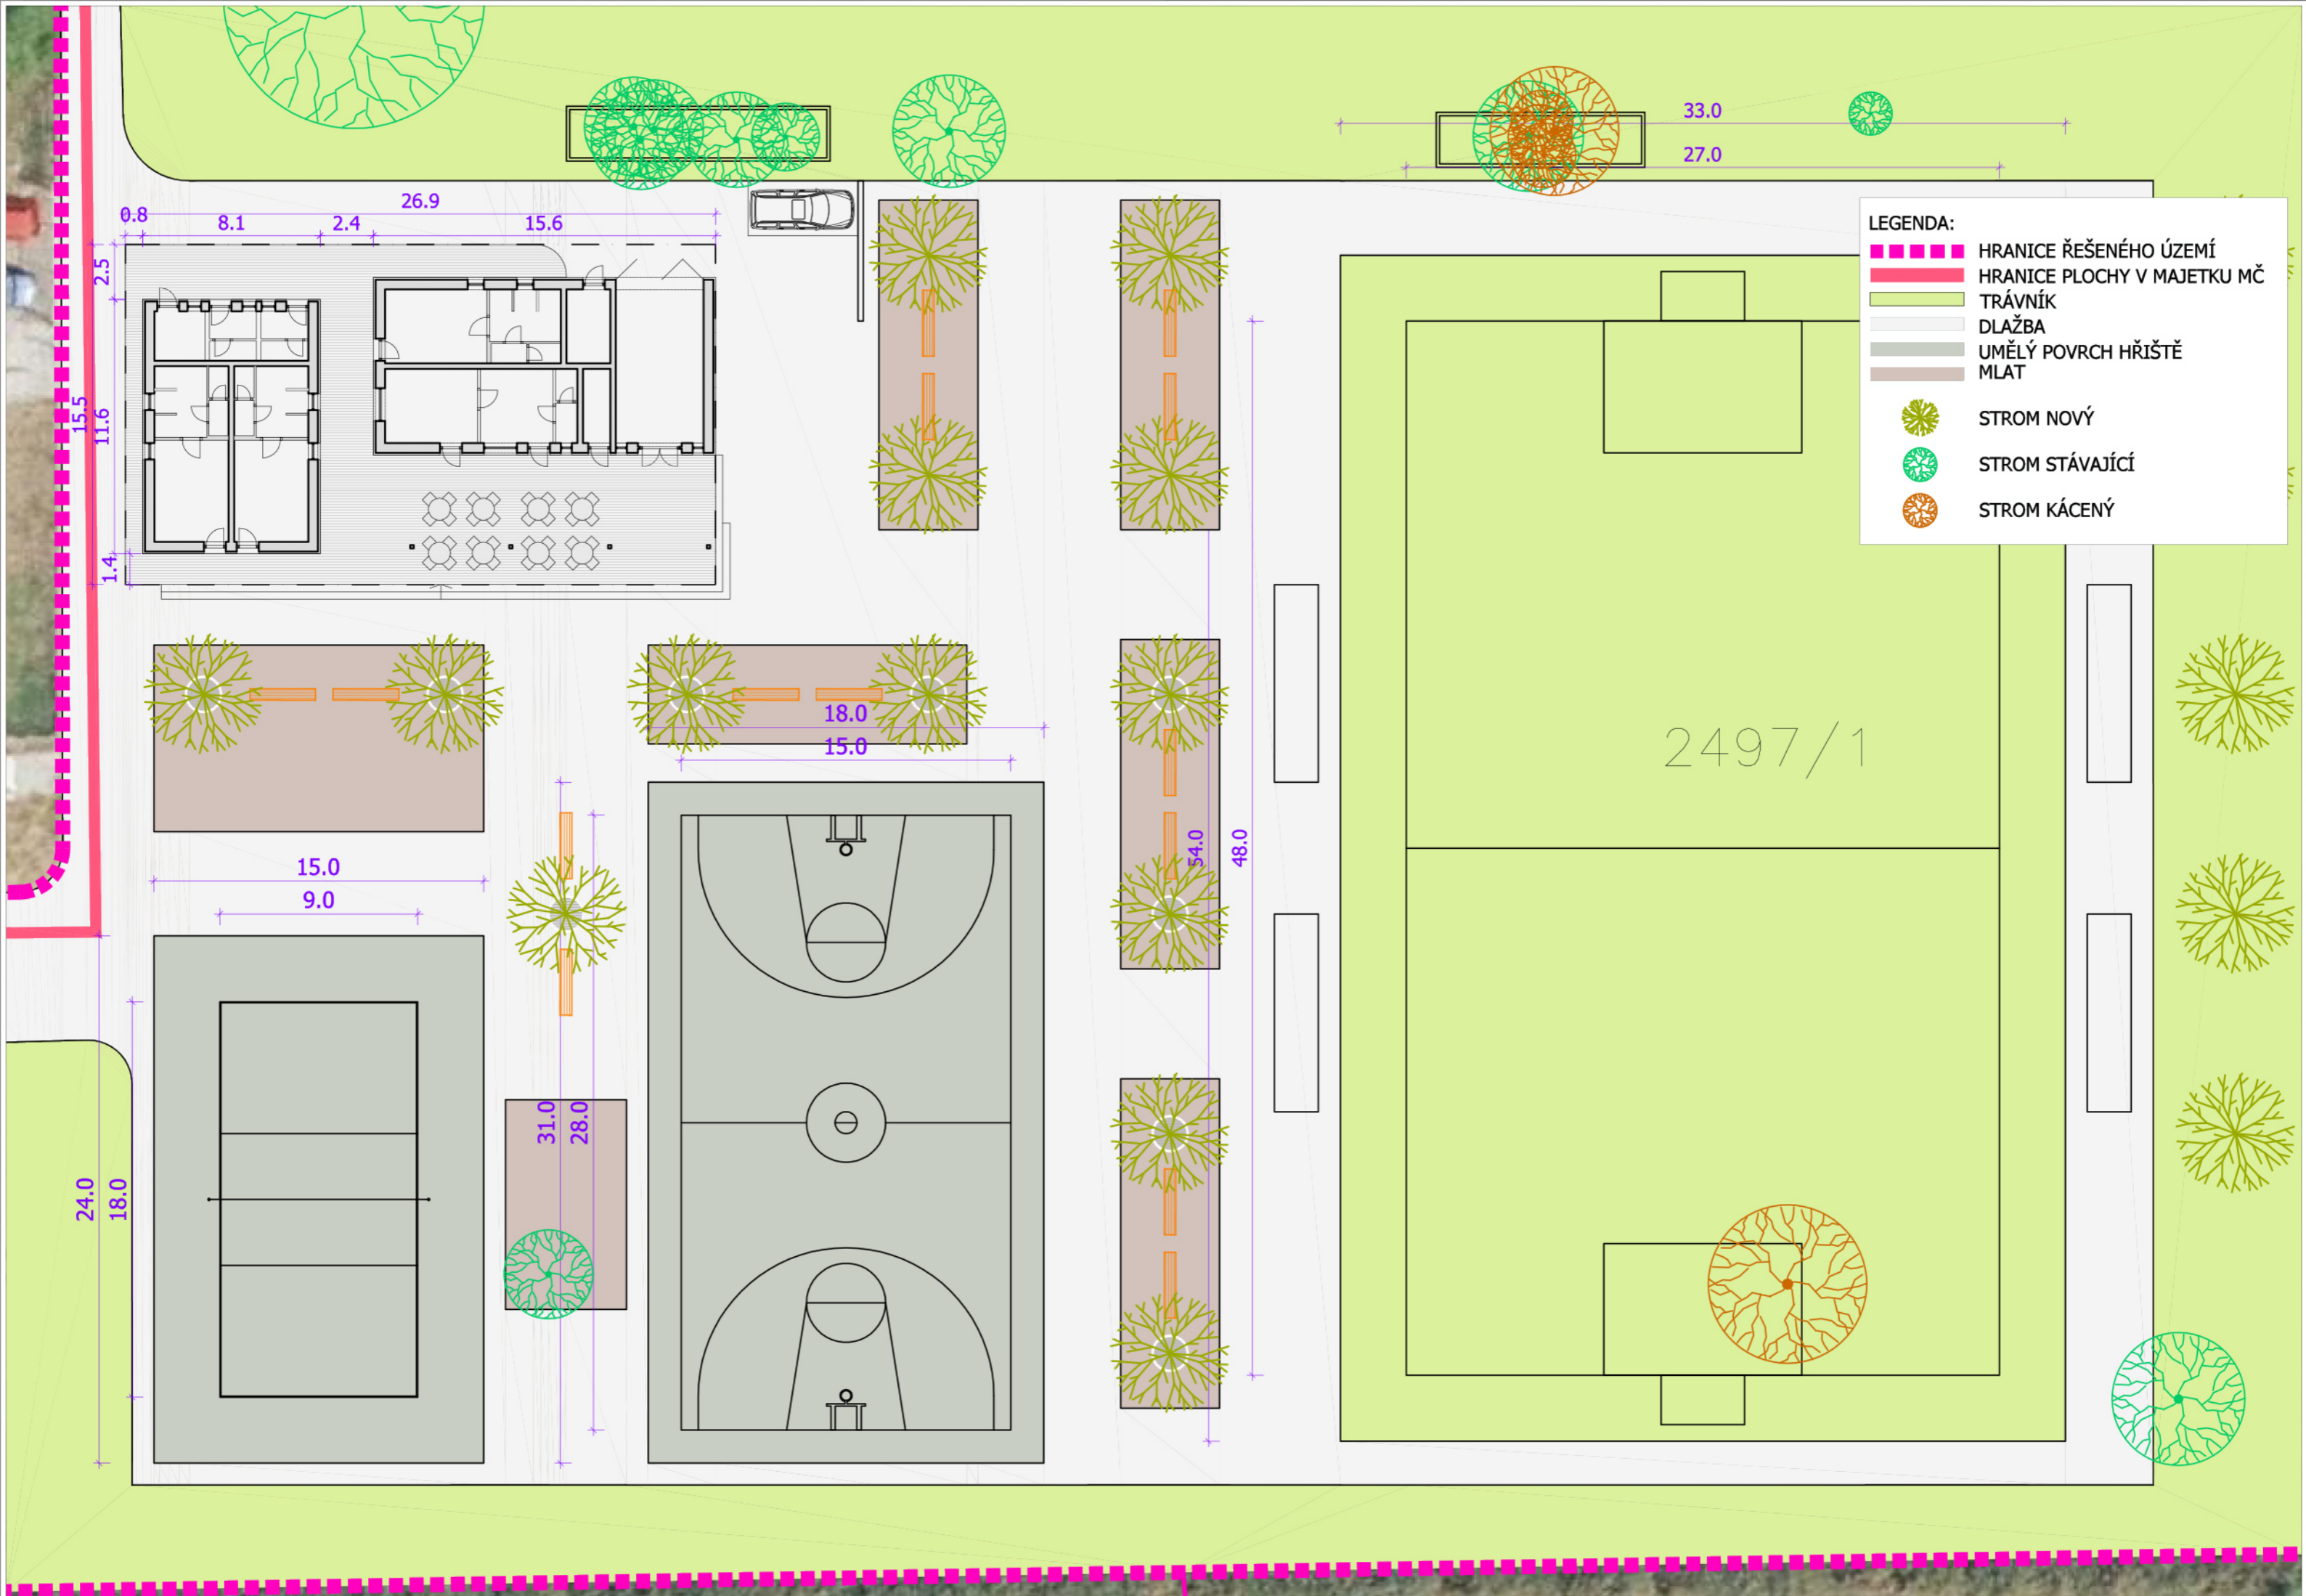 33.0
27.0
26.9
0.8
8.1
2.4
15.6
2.5
15.5
11.6
1.4
LEGENDA:
HRANICE ŘEŠENÉHO ÚZEMÍ
HRANICE PLOCHY V MAJETKU MČ
TRÁVNÍK
DLAŽBA
UMĚLÝ POVRCH HŘIŠTĚ
MLAT
STROM NOVÝ
STROM STÁVAJÍCÍ
STROM KÁCENÝ
18.0
15.0
2497/1
54.0
48.0
15.0
9.0
31.0
28.0
24.0
18.0